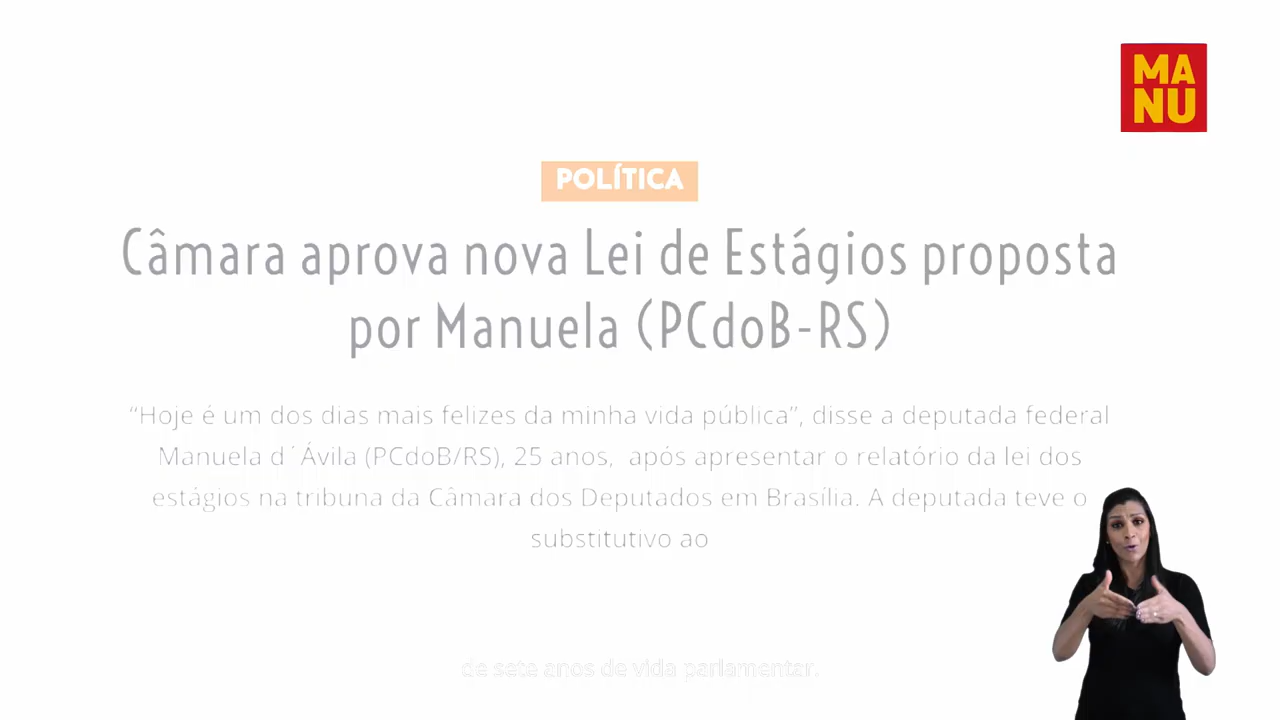 MA
NU
POLÍTICA
Câmara aprova nova Lei de Estágios proposta
por Manuela (PCdoB-RS)
“Hoje é um dos dias mais felizes da minha vida pública”, disse a deputada federal
Manuela d´Ávila (PCdoB/RS), 25 anos,  após apresentar o relatório da lei dos
estágios na tribuna da Câmara dos Deputados em Brasília. A deputada teve o
substitutivo ao
de sete anos de vida parlamentar.